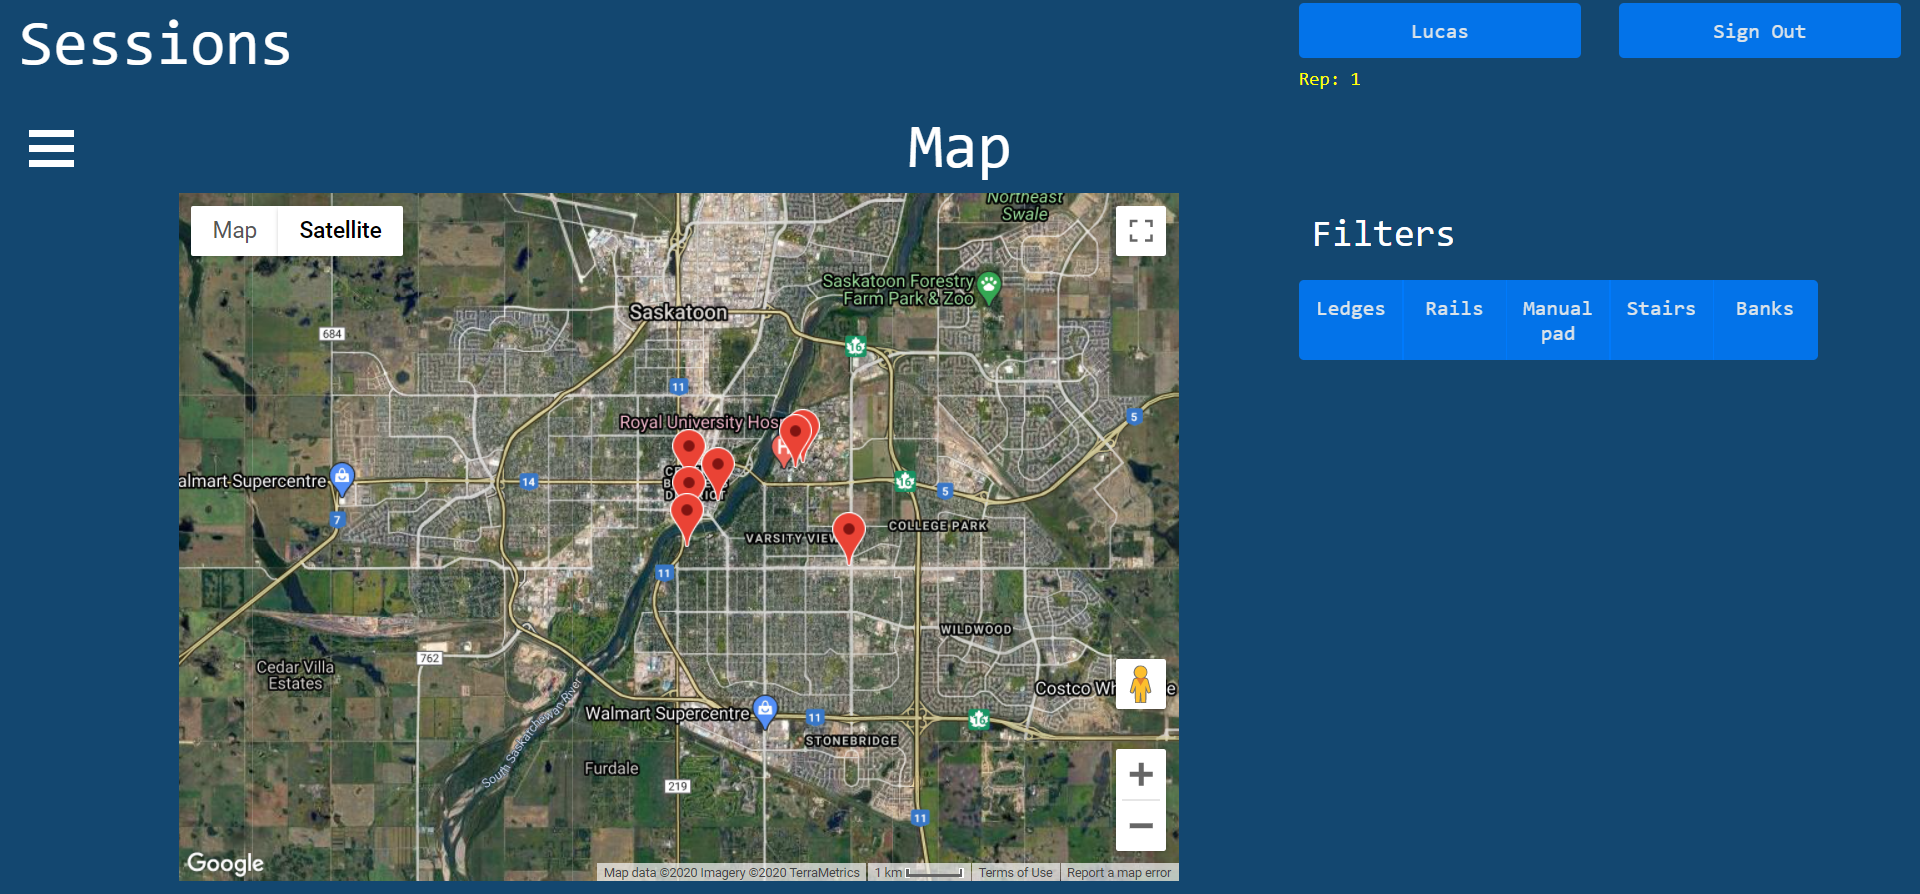 Sessions
Lucas
Sign Out
Rep: 1
Map
Map
Satellite
Northeast
Swale
Saskatoon Forestry
Farm Park & Zoo
Saskatoon
684
16
11
Royal University Hos
5
almart Supercentre
14
16
5
7
COLLEGE PARK
VARSITY VIEW
11
WILDWOOD
762
Cedar Villa
Estates
Costco Wh
e
South Saskatchewan River
Walmart Supercentre
11
16
STONEBRIDGE
Furdale
219
11
Google
Map data ©2020 Imagery ©2020 TerraMetrics
1 km
Terms of Use
Report a map error
Filters
Ledges
Rails
Manual
pad
Stairs
Banks